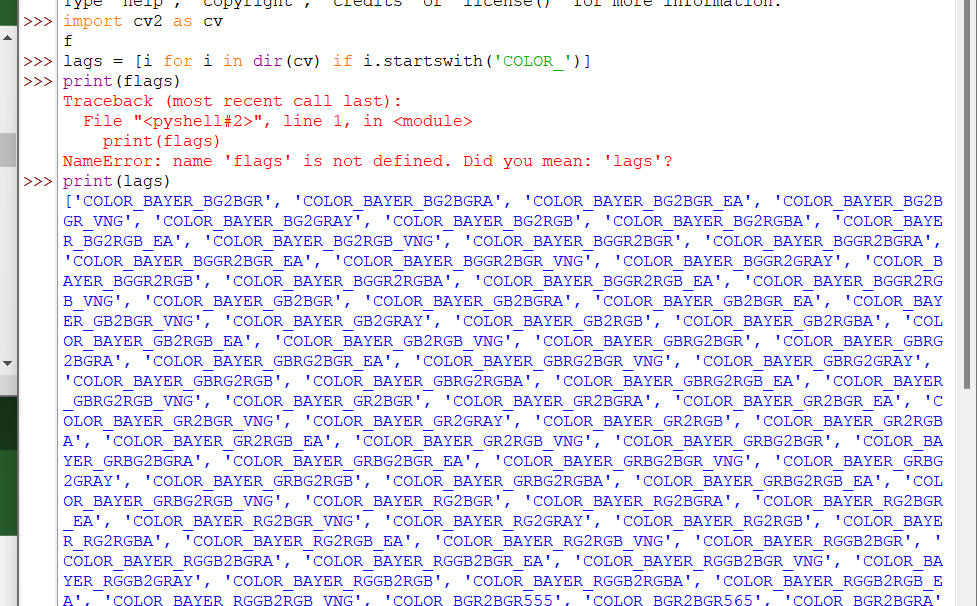 Type "help", "copyright", "credits" or "license()" for more information.
>>> import cv2 as cv
f
>>> lags = [i for i in dir(cv) if i.startswith('COLOR_')]
>>> print(flags)
Traceback (most recent call last):
  File "<pyshell#2>", line 1, in <module>
    print(flags)
NameError: name 'flags' is not defined. Did you mean: 'lags'?
>>> print(lags)
['COLOR_BAYER_BG2BGR', 'COLOR_BAYER_BG2BGRA', 'COLOR_BAYER_BG2BGR_EA', 'COLOR_BAYER_BG2B
GR_VNG', 'COLOR_BAYER_BG2GRAY', 'COLOR_BAYER_BG2RGB', 'COLOR_BAYER_BG2RGBA', 'COLOR_BAYE
R_BG2RGB_EA', 'COLOR_BAYER_BG2RGB_VNG', 'COLOR_BAYER_BGGR2BGR', 'COLOR_BAYER_BGGR2BGRA',
'COLOR_BAYER_BGGR2BGR_EA', 'COLOR_BAYER_BGGR2BGR_VNG', 'COLOR_BAYER_BGGR2GRAY', 'COLOR_B
AYER_BGGR2RGB', 'COLOR_BAYER_BGGR2RGBA', 'COLOR_BAYER_BGGR2RGB_EA', 'COLOR_BAYER_BGGR2RG
B_VNG', 'COLOR_BAYER_GB2BGR', 'COLOR_BAYER_GB2BGRA', 'COLOR_BAYER_GB2BGR_EA', 'COLOR_BAY
ER_GB2BGR_VNG', 'COLOR_BAYER_GB2GRAY', 'COLOR_BAYER_GB2RGB', 'COLOR_BAYER_GB2RGBA', 'COL
OR_BAYER_GB2RGB_EA', 'COLOR_BAYER_GB2RGB_VNG', 'COLOR_BAYER_GBRG2BGR', 'COLOR_BAYER_GBRG
2BGRA', 'COLOR_BAYER_GBRG2BGR_EA', 'COLOR_BAYER_GBRG2BGR_VNG', 'COLOR_BAYER_GBRG2GRAY',
'COLOR_BAYER_GBRG2RGB', 'COLOR_BAYER_GBRG2RGBA', 'COLOR_BAYER_GBRG2RGB_EA', 'COLOR_BAYER
_GBRG2RGB_VNG', 'COLOR_BAYER_GR2BGR', 'COLOR_BAYER_GR2BGRA', 'COLOR_BAYER_GR2BGR_EA', 'C
OLOR_BAYER_GR2BGR_VNG', 'COLOR_BAYER_GR2GRAY', 'COLOR_BAYER_GR2RGB', 'COLOR_BAYER_GR2RGB
A', 'COLOR_BAYER_GR2RGB_EA', 'COLOR_BAYER_GR2RGB_VNG', 'COLOR_BAYER_GRBG2BGR', 'COLOR_BA
YER_GRBG2BGRA', 'COLOR_BAYER_GRBG2BGR_EA', 'COLOR_BAYER_GRBG2BGR_VNG', 'COLOR_BAYER_GRBG
2GRAY', 'COLOR_BAYER_GRBG2RGB', 'COLOR_BAYER_GRBG2RGBA', 'COLOR_BAYER_GRBG2RGB_EA', 'COL
OR_BAYER_GRBG2RGB_VNG', 'COLOR_BAYER_RG2BGR', 'COLOR_BAYER_RG2BGRA', 'COLOR_BAYER_RG2BGR
_EA', 'COLOR_BAYER_RG2BGR_VNG', 'COLOR_BAYER_RG2GRAY', 'COLOR_BAYER_RG2RGB', 'COLOR_BAYE
R_RG2RGBA', 'COLOR_BAYER_RG2RGB_EA', 'COLOR_BAYER_RG2RGB_VNG', 'COLOR_BAYER_RGGB2BGR', '
COLOR_BAYER_RGGB2BGRA', 'COLOR_BAYER_RGGB2BGR_EA', 'COLOR_BAYER_RGGB2BGR_VNG', 'COLOR_BA
YER_RGGB2GRAY', 'COLOR_BAYER_RGGB2RGB', 'COLOR_BAYER_RGGB2RGBA', 'COLOR_BAYER_RGGB2RGB_E
A', 'COLOR_BAYER_RGGB2RGB_VNG', 'COLOR_BGR2BGR555', 'COLOR_BGR2BGR565', 'COLOR_BGR2BGRA'